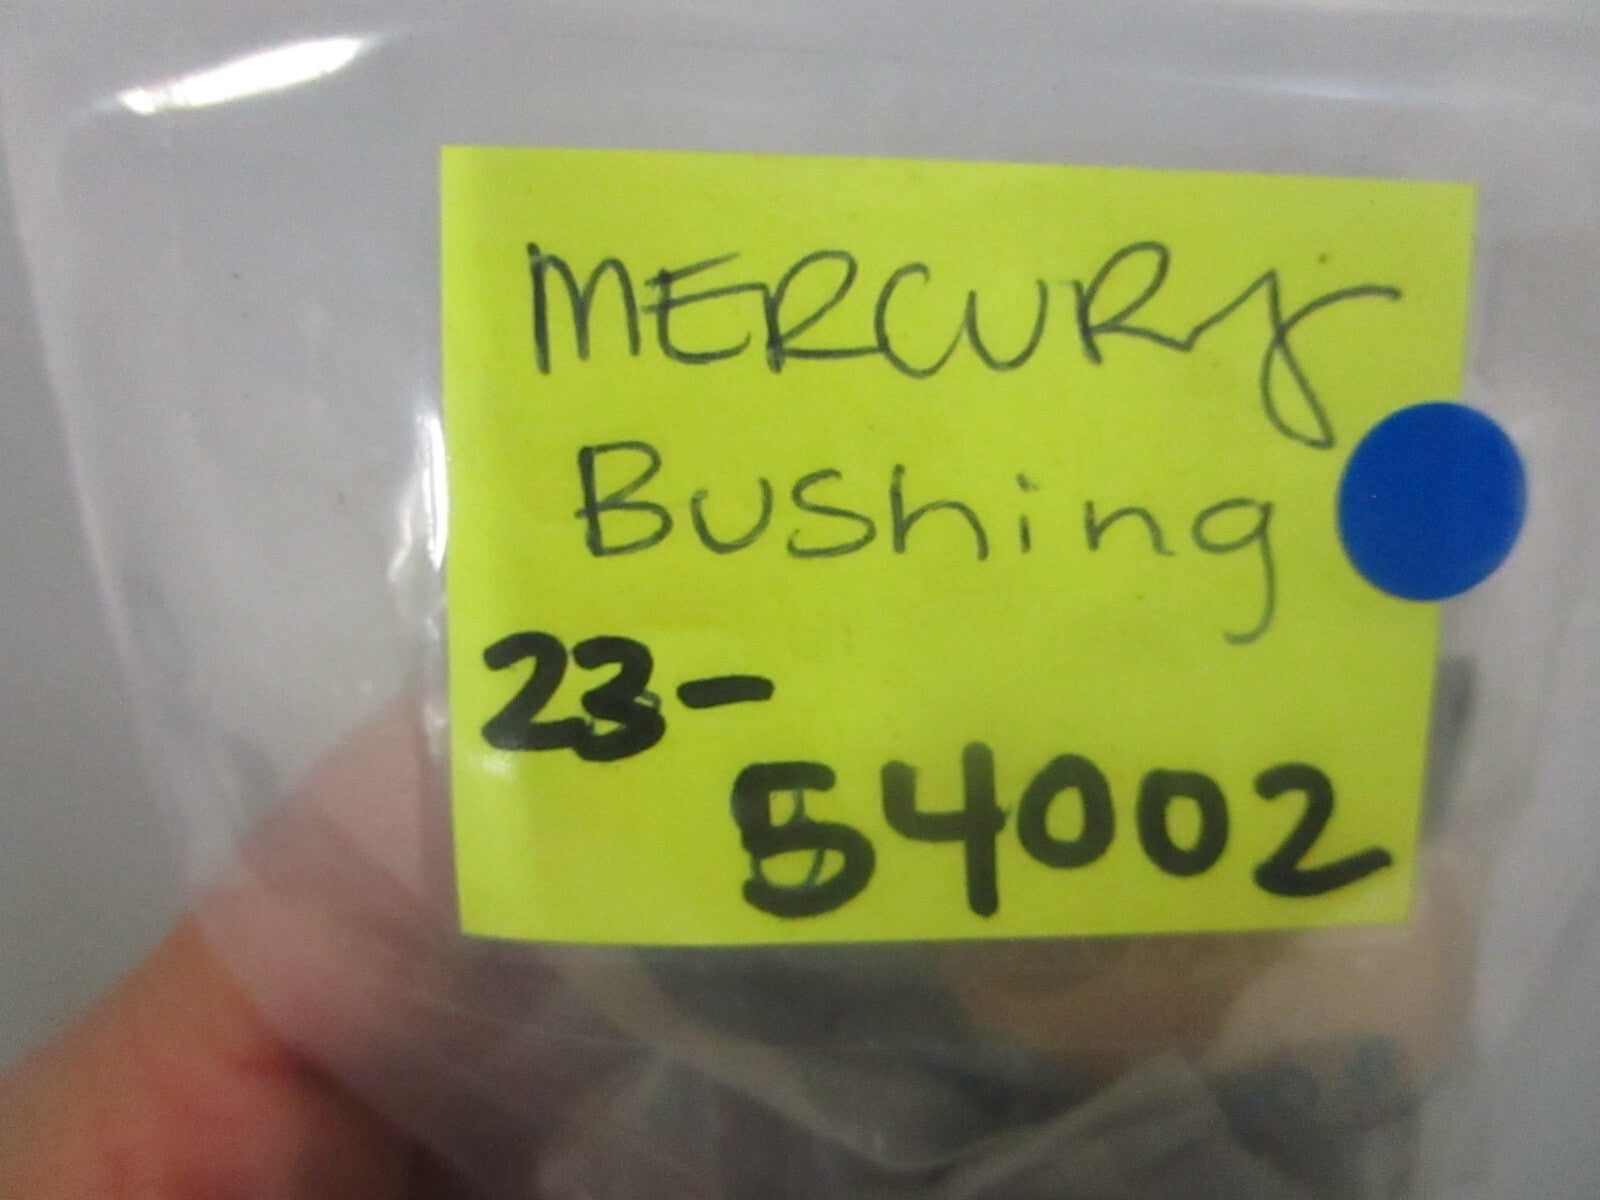 MERCURy
Bushing
23-
54002